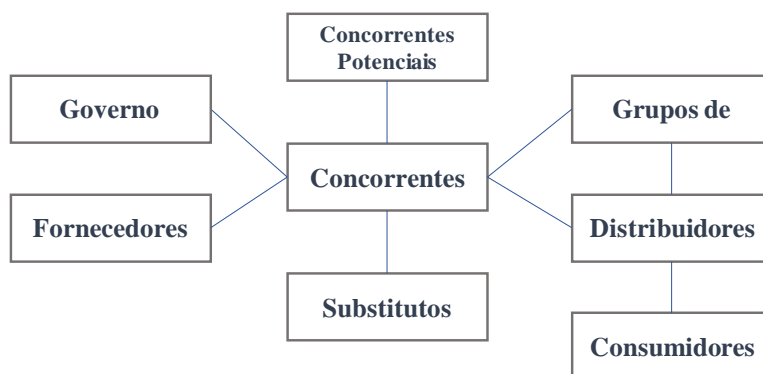 Concorrentes
Potenciais
Governo
Grupos de
Concorrentes
Fornecedores
Distribuidores
Substitutos
Consumidores